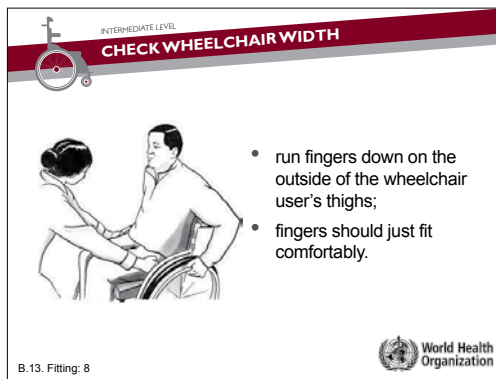 INTERMEDIATE LEVEL
CHECK WHEELCHAIR WIDTH
• run fingers down on the
outside of the wheelchair
user's thighs;
• fingers should just fit
comfortably.
B.13. Fitting: 8
World Health
Organization